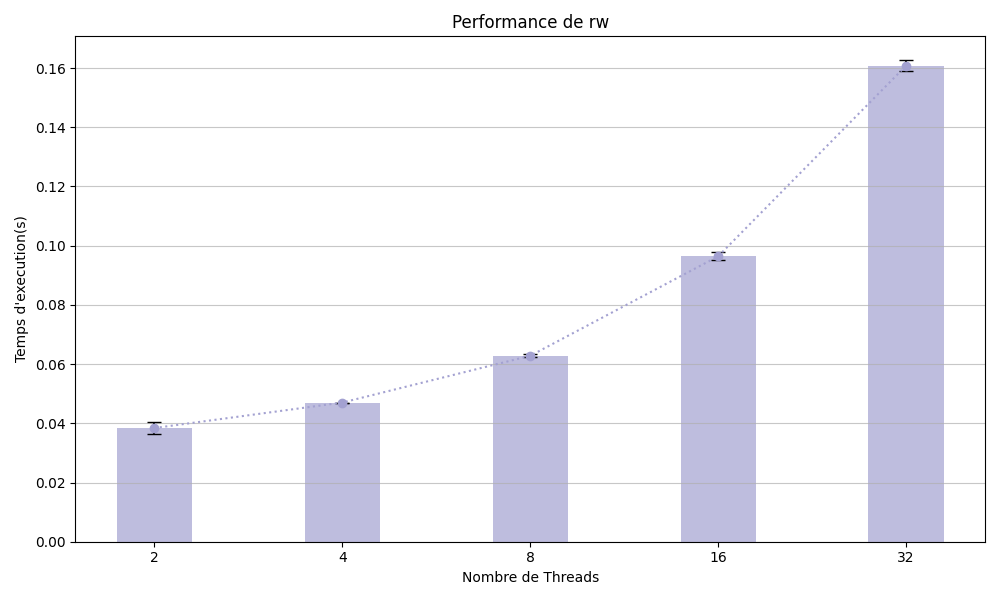 Performance de rw
0.16
0.14
0.12
0.10
0.08
0.06
0.04
0.02
0.00
Temps d'execution(s)
2 4 8 16 32
Nombre de Threads